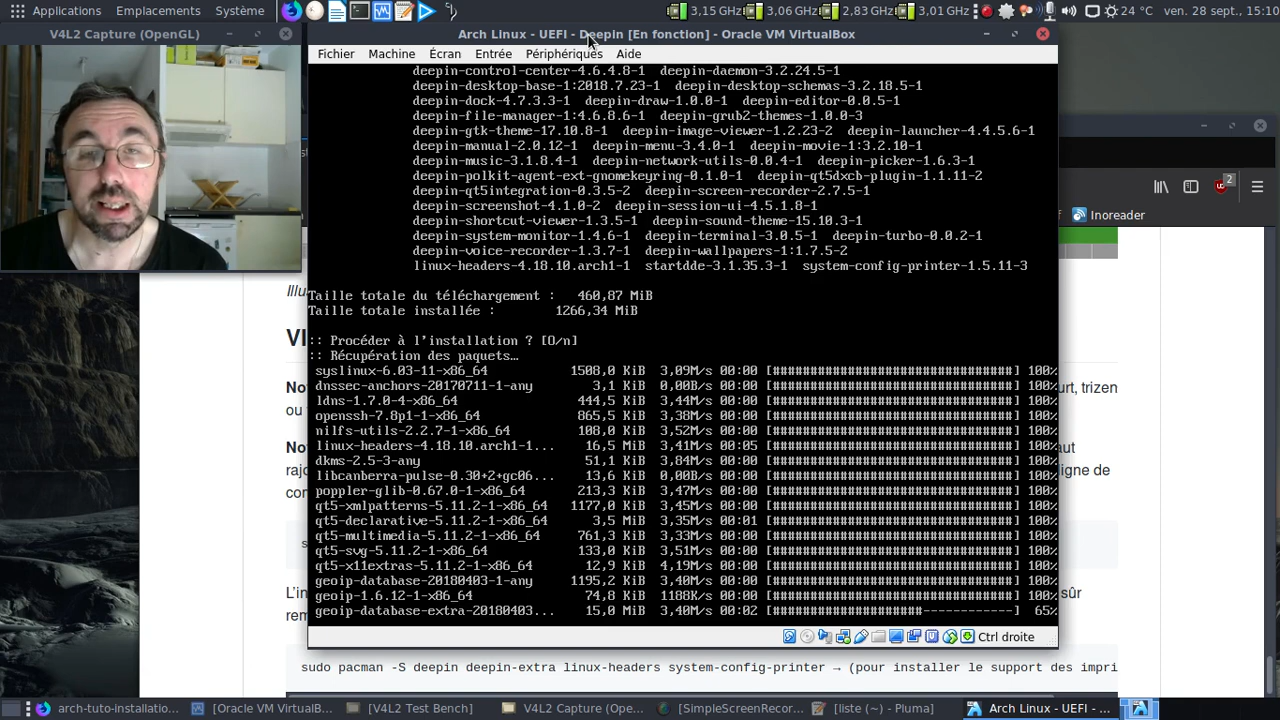 Applications Emplacements Système
3,15 GHz 3,06 GHz 2,83 GHz 3,01 GHz 24 °C ven. 28 sept., 15:10
V4L2 Capture (OpenGL)
Arch Linux - UEFI - Deepin [En fonction] - Oracle VM VirtualBox
Fichier Machine Écran Entrée Périphériques Aide
deepin-control-center-4.6.4.8-1 deepin-daemon-3.2.24.5-1
deepin-desktop-base-1:2018.7.23-1 deepin-desktop-schemas-3.2.18.5-1
deepin-dock-4.7.3.3-1 deepin-draw-1.0.0-1 deepin-editor-0.0.5-1
deepin-file-manager-1:4.6.8.6-1 deepin-grub2-themes-1.0.0-3
deepin-gtk-theme-17.10.8-1 deepin-image-viewer-1.2.23-2 deepin-launcher-4.4.5.6-1
deepin-manual-2.0.12-1 deepin-menu-3.4.0-1 deepin-movie-1:3.2.10-1
deepin-music-3.1.8.4-1 deepin-network-utils-0.0.4-1 deepin-picker-1.6.3-1
deepin-polkit-agent-ext-gnomekeyring-0.1.0-1 deepin-qt5dxcb-plugin-1.1.11-2
deepin-qt5integration-0.3.5-2 deepin-screen-recorder-2.7.5-1
deepin-screenshot-4.1.0-2 deepin-session-ui-4.5.1.8-1
deepin-shortcut-viewer-1.3.5-1 deepin-sound-theme-15.10.3-1
deepin-system-monitor-1.4.6-1 deepin-terminal-3.0.5-1 deepin-turbo-0.0.2-1
deepin-voice-recorder-1.3.7-1 deepin-wallpapers-1:1.7.5-2
linux-headers-4.18.10.arch1-1 startdde-3.1.35.3-1 system-config-printer-1.5.11-3
Taille totale du téléchargement : 460,87 MiB
Taille totale installée : 1266,34 MiB
:: Procéder à l'installation ? [O/n]
:: Récupération des paquets…
syslinux-6.03-11-x86_64 1508,0 KiB 3,09M/s 00:00 [################################] 100%
dnssec-anchors-20170711-1-any 3,1 KiB 0,00B/s 00:00 [################################] 100%
ldns-1.7.0-4-x86_64 444,5 KiB 3,44M/s 00:00 [################################] 100%
openssh-7.8p1-1-x86_64 865,5 KiB 3,38M/s 00:00 [################################] 100%
nilfs-utils-2.2.7-1-x86_64 108,0 KiB 3,52M/s 00:00 [################################] 100%
linux-headers-4.18.10.arch1-1... 16,5 MiB 3,41M/s 00:05 [################################] 100%
dkms-2.5-3-any 51,1 KiB 3,84M/s 00:00 [################################] 100%
libcanberra-pulse-0.30+2+gc06... 13,6 KiB 0,00B/s 00:00 [################################] 100%
poppler-glib-0.67.0-1-x86_64 213,3 KiB 3,47M/s 00:00 [################################] 100%
qt5-xmlpatterns-5.11.2-1-x86_64 1177,0 KiB 3,45M/s 00:00 [################################] 100%
qt5-declarative-5.11.2-1-x86_64 3,5 MiB 3,35M/s 00:01 [################################] 100%
qt5-multimedia-5.11.2-1-x86_64 761,3 KiB 3,33M/s 00:00 [################################] 100%
qt5-svg-5.11.2-1-x86_64 133,0 KiB 3,51M/s 00:00 [################################] 100%
qt5-x11extras-5.11.2-1-x86_64 12,9 KiB 4,19M/s 00:00 [################################] 100%
geoip-database-20180403-1-any 1195,2 KiB 3,40M/s 00:00 [################################] 100%
geoip-1.6.12-1-x86_64 74,8 KiB 1188K/s 00:00 [################################] 100%
geoip-database-extra-20180403... 15,0 MiB 3,40M/s 00:02 [####################------------] 65%
Ctrl droite
2
Inoreader
Illus
VI
No
urt, trizen
ou
No
aut
rajo
igne de
con
s
L'in
sûr
rem
sudo pacman -S deepin deepin-extra linux-headers system-config-printer → (pour installer le support des impri
arch-tuto-installatio... [Oracle VM VirtualB... [V4L2 Test Bench] V4L2 Capture (Ope... [SimpleScreenRecor... [liste (~) - Pluma] Arch Linux - UEFI - ...